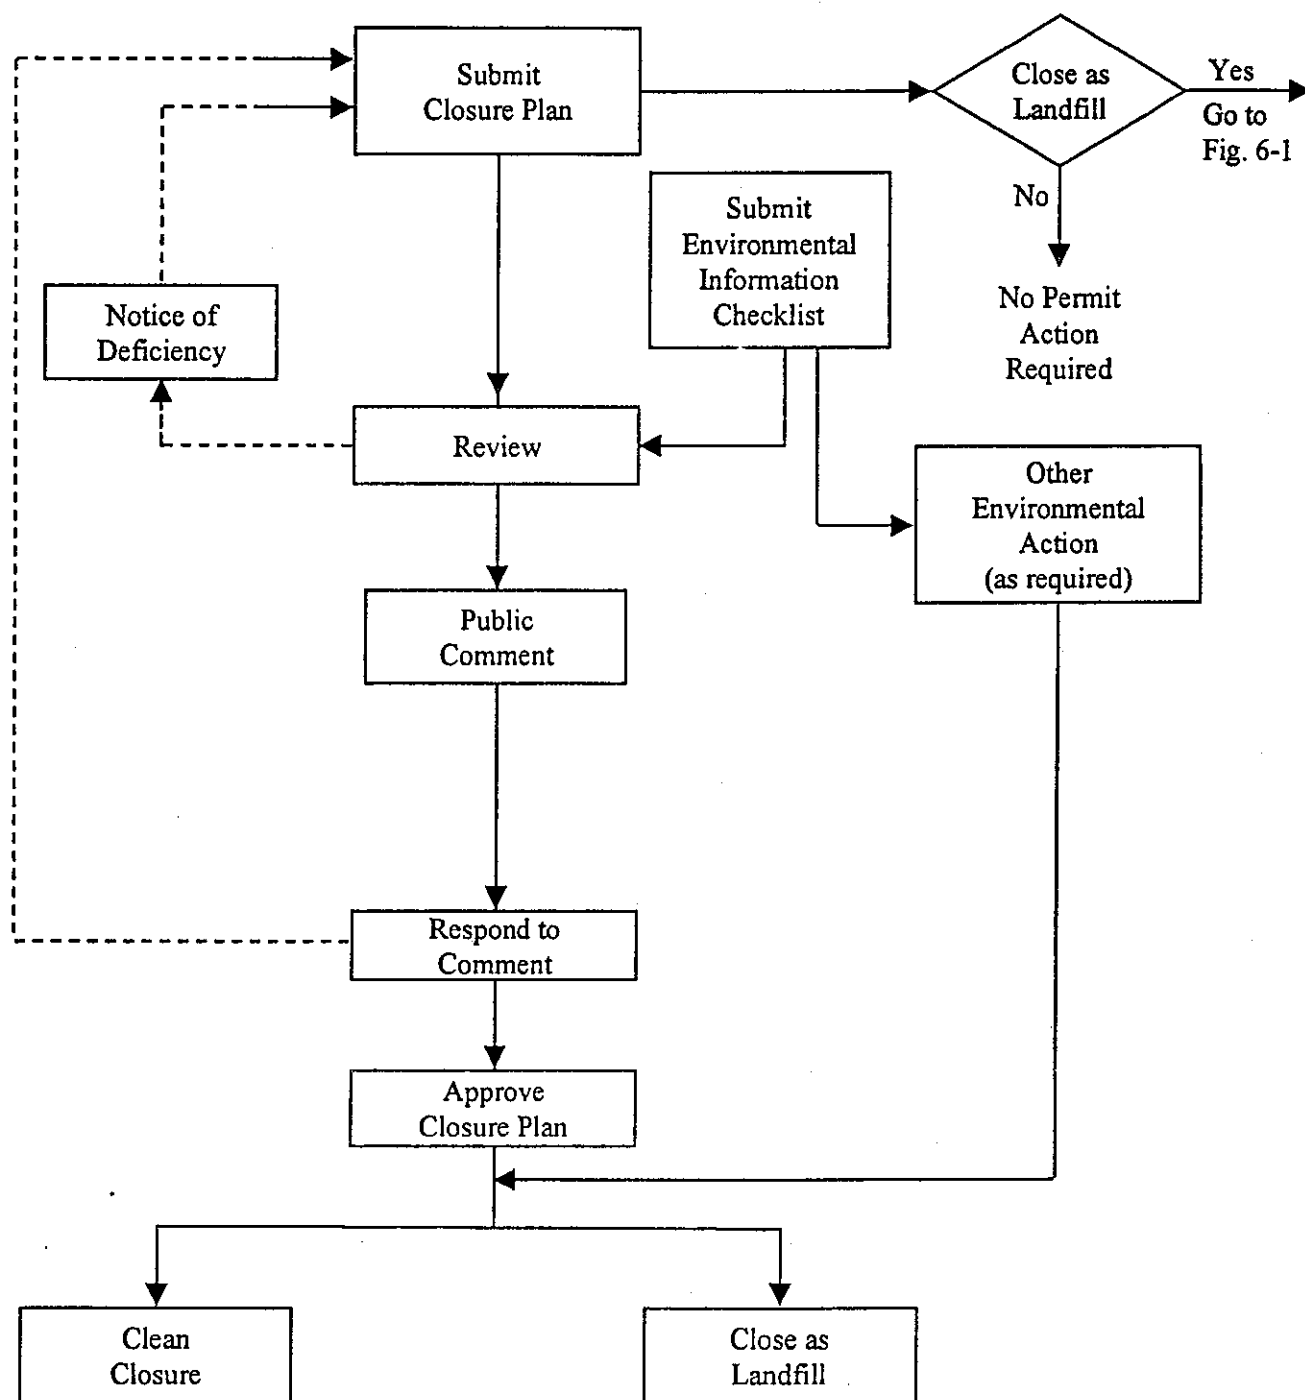 Submit
Closure Plan
Close as
Landfill
Yes
Go to
Fig. 6-1
No
No Permit
Action
Required
Submit
Environmental
Information
Checklist
Notice of
Deficiency
Review
Other
Environmental
Action
(as required)
Public
Comment
Respond to
Comment
Approve
Closure Plan
Clean
Closure
Close as
Landfill